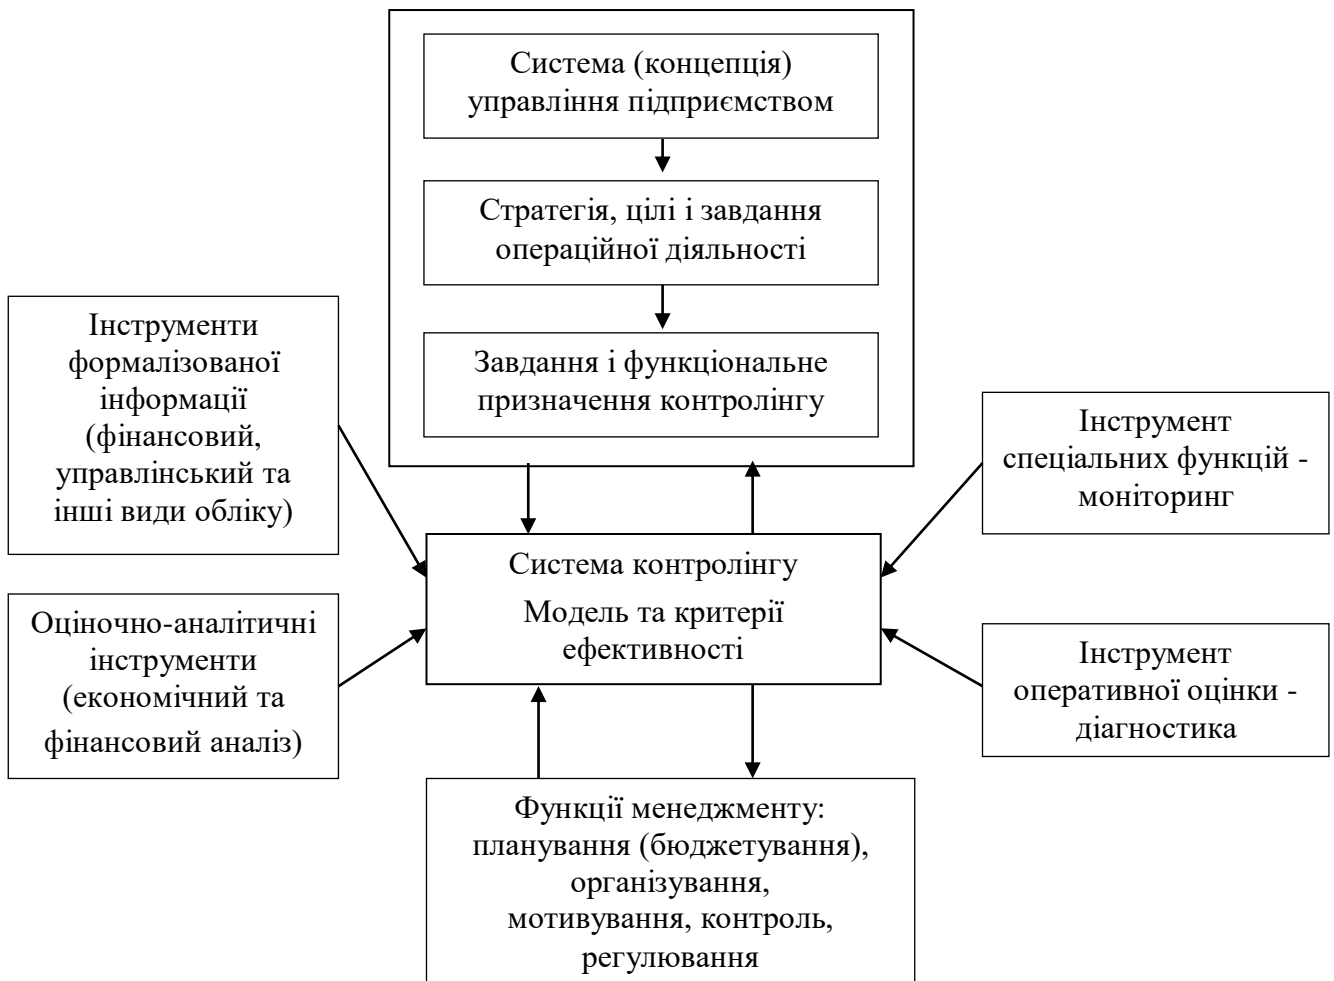 Система (концепція)
управління підприємством
Стратегія, цілі і завдання
операційної діяльності
Завдання і функціональне
призначення контролінгу
Інструменти
формалізованої
інформації
(фінансовий,
управлінський та
інші види обліку)
Інструмент
спеціальних функцій -
моніторинг
Система контролінгу
Модель та критерії
ефективності
Оціночно-аналітичні
інструменти
(економічний та
фінансовий аналіз)
Інструмент
оперативної оцінки -
діагностика
Функції менеджменту:
планування (бюджетування),
організування,
мотивування, контроль,
регулювання